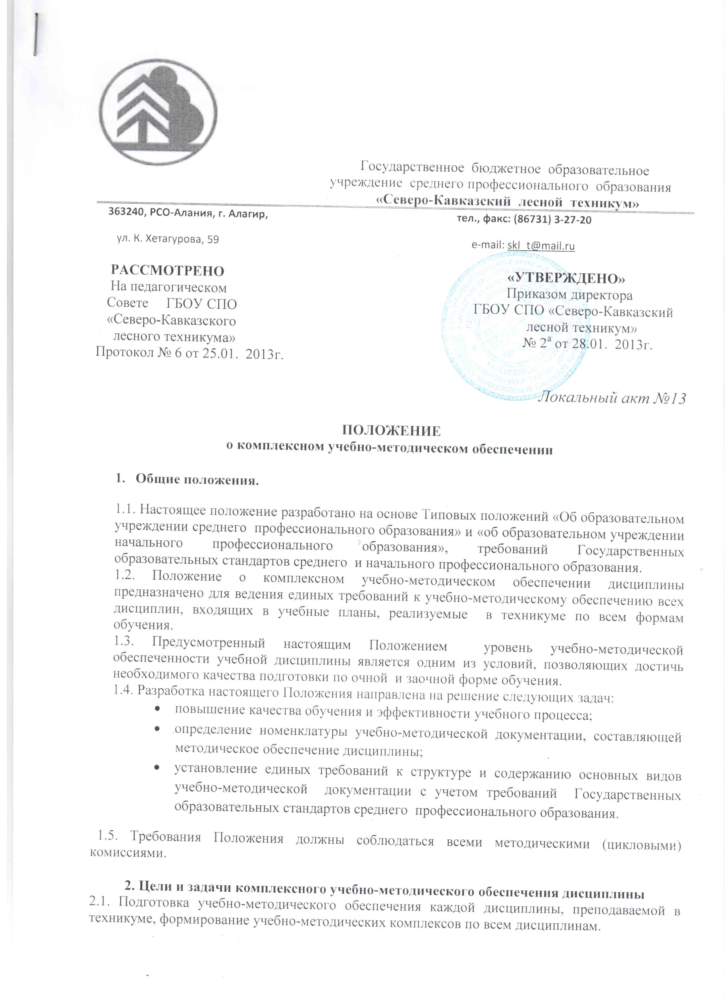 Государственное бюджетное образовательное
учреждение среднего профессионального образования
«Северо-Кавказский лесной техникум»
363240, РСО-Алания, г. Алагир,
тел., факс: (86731) 3-27-20
ул. К. Хетагурова, 59
e-mail: skl_t@mail.ru
РАССМОТРЕНО
На педагогическом
Совете ГБОУ СПО
«Северо-Кавказского
лесного техникума»
Протокол № 6 от 25.01. 2013г.
«УТВЕРЖДЕНО»
Приказом директора
ГБОУ СПО «Северо-Кавказский
лесной техникум»
№ 2а от 28.01. 2013г.
Локальный акт №13
ПОЛОЖЕНИЕ
о комплексном учебно-методическом обеспечении
1. Общие положения.
1.1. Настоящее положение разработано на основе Типовых положений «Об образовательном
учреждении среднего профессионального образования» и «об образовательном учреждении
начального профессионального образования», требований Государственных
образовательных стандартов среднего и начального профессионального образования.
1.2. Положение о комплексном учебно-методическом обеспечении дисциплины
предназначено для ведения единых требований к учебно-методическому обеспечению всех
дисциплин, входящих в учебные планы, реализуемые в техникуме по всем формам
обучения.
1.3. Предусмотренный настоящим Положением уровень учебно-методической
обеспеченности учебной дисциплины является одним из условий, позволяющих достичь
необходимого качества подготовки по очной и заочной форме обучения.
1.4. Разработка настоящего Положения направлена на решение следующих задач:
• повышение качества обучения и эффективности учебного процесса;
• определение номенклатуры учебно-методической документации, составляющей
методическое обеспечение дисциплины;
• установление единых требований к структуре и содержанию основных видов
учебно-методической документации с учетом требований Государственных
образовательных стандартов среднего профессионального образования.
1.5. Требования Положения должны соблюдаться всеми методическими (цикловыми)
комиссиями.
2. Цели и задачи комплексного учебно-методического обеспечения дисциплины
2.1. Подготовка учебно-методического обеспечения каждой дисциплины, преподаваемой в
техникуме, формирование учебно-методических комплексов по всем дисциплинам.